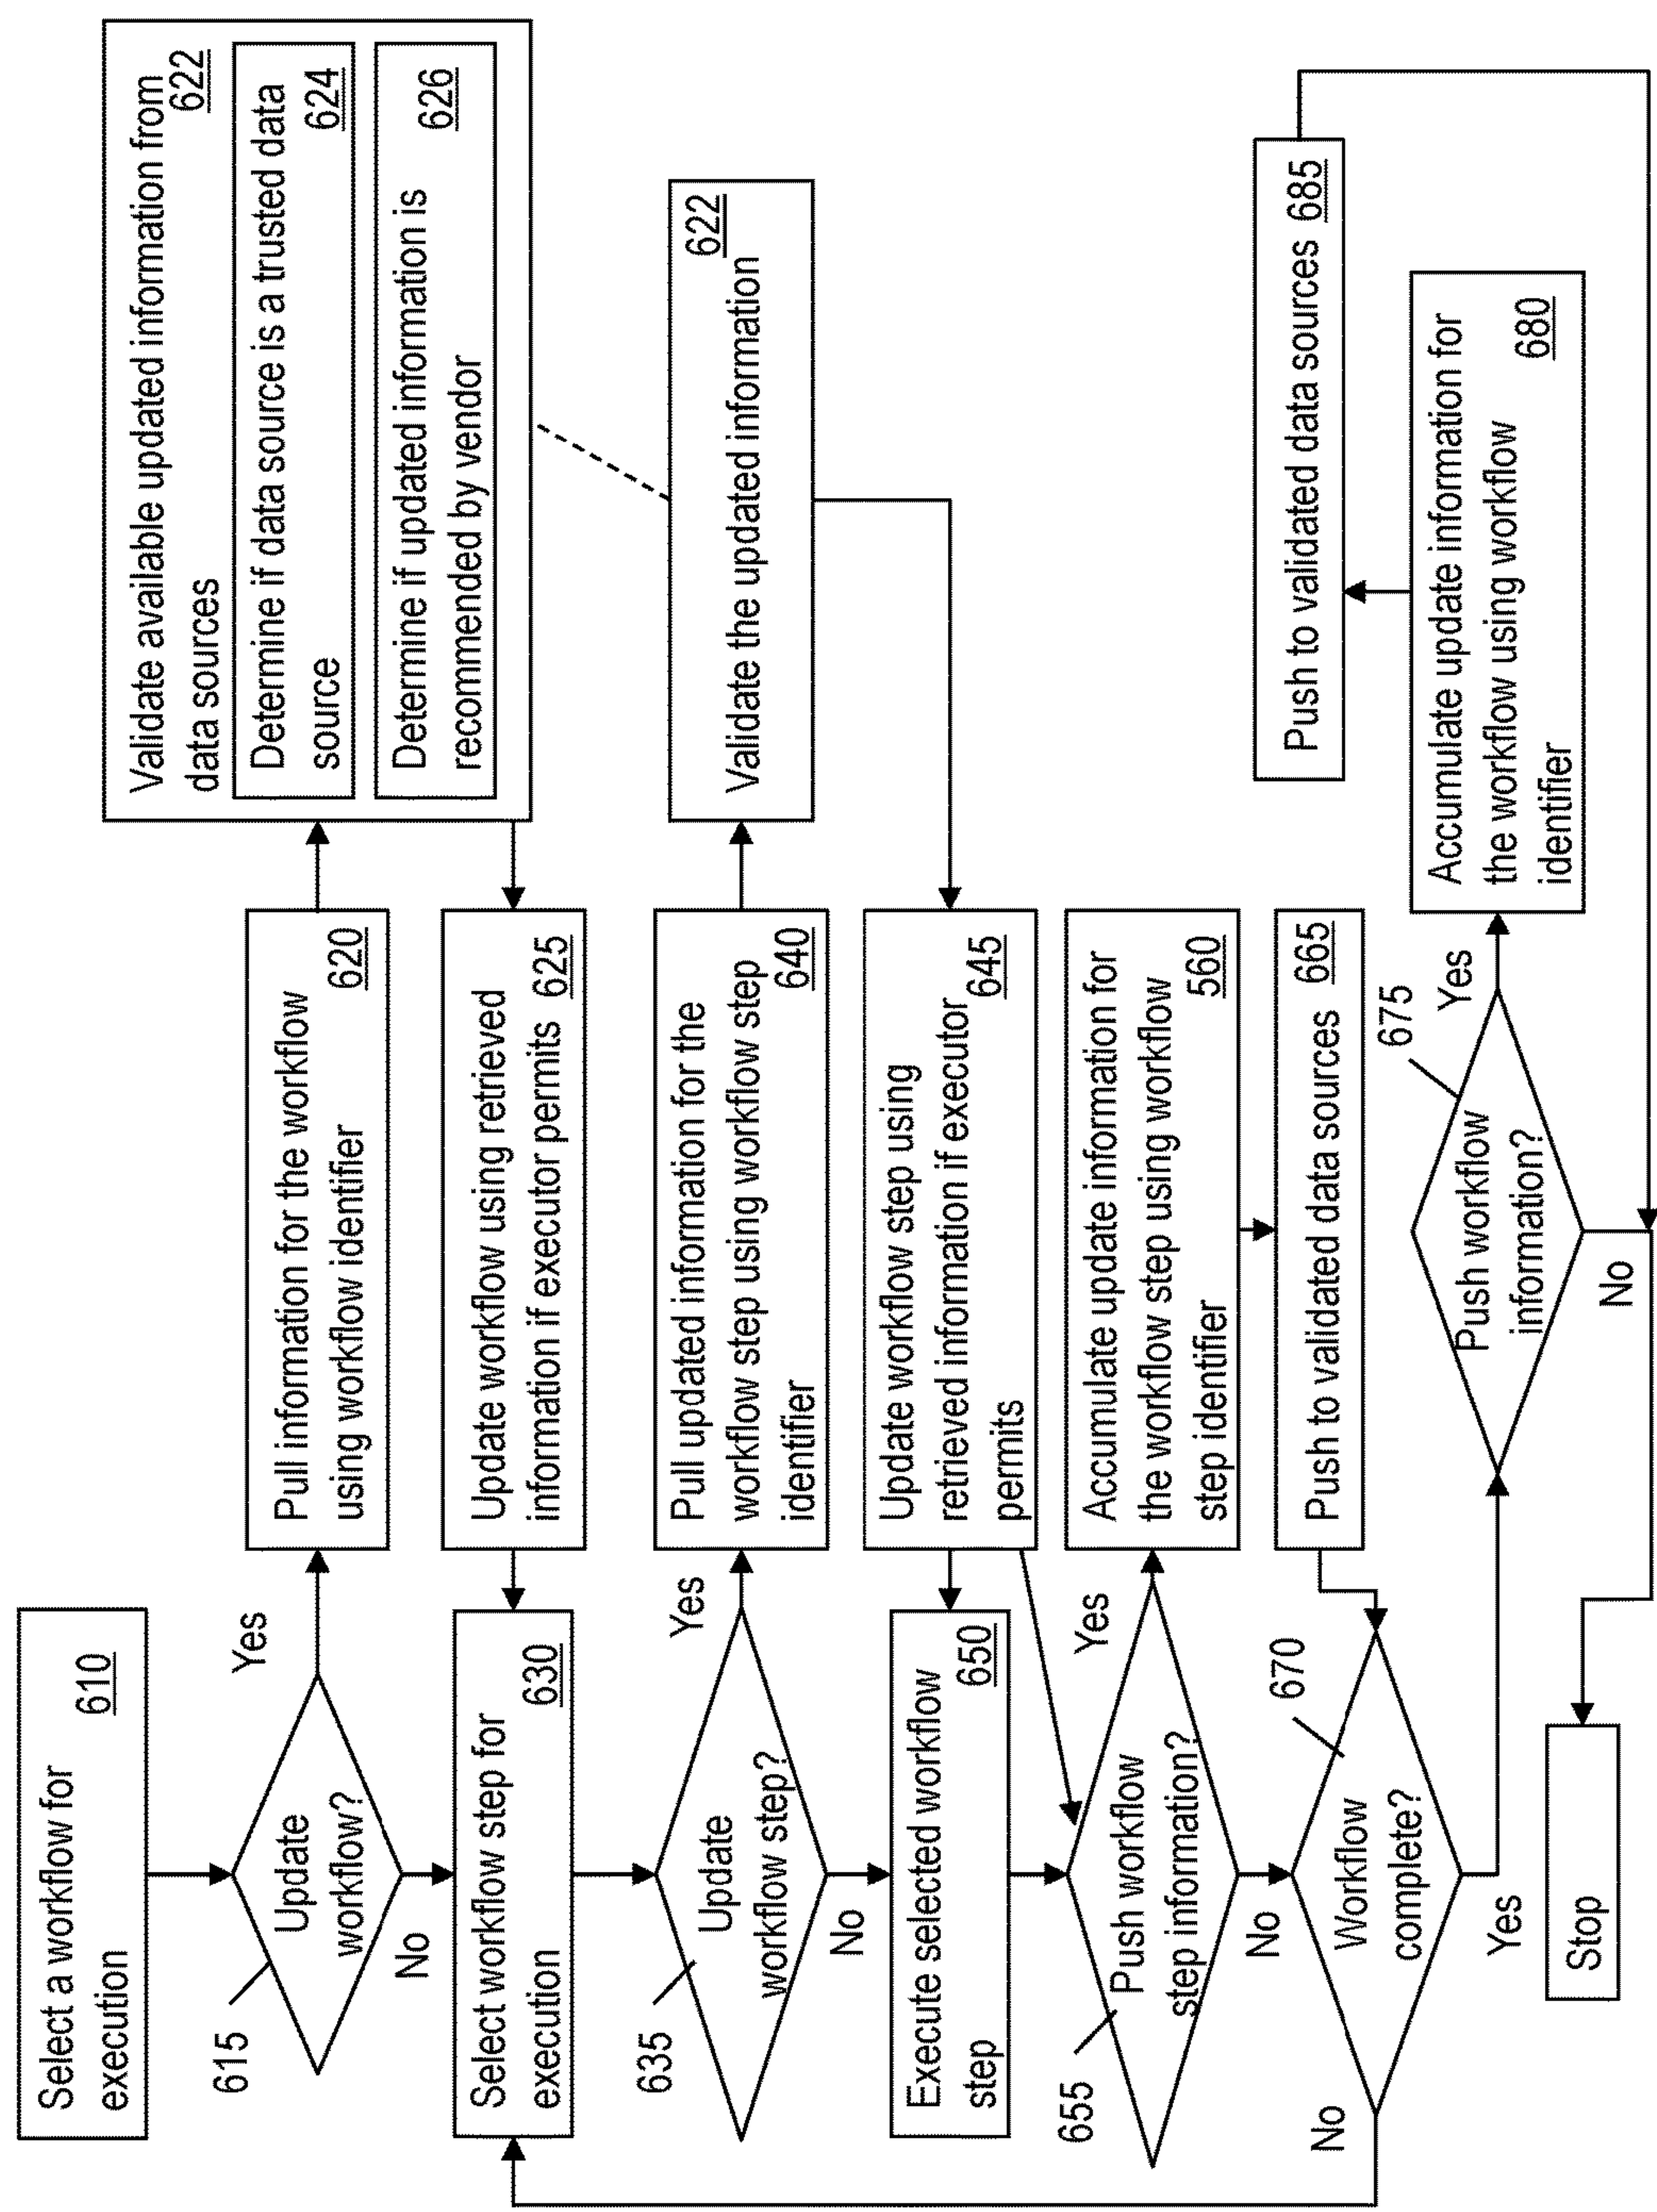 Select a workflow for
execution
610
Update
workflow?
615
Yes
No
Pull information for the workflow
using workflow identifier
620
Validate available updated information from
data sources
622
Determine if data source is a trusted data
source
624
Determine if updated information is
recommended by vendor
626
Update workflow using retrieved
information if executor permits 625
Select workflow step for
execution
630
Update
workflow step?
635
Yes
No
Pull updated information for the
workflow step using workflow step
identifier
640
622
Validate the updated information
Update workflow step using
retrieved information if executor
permits
645
Execute selected workflow
step
650
Push workflow
step information?
655
Yes
No
Accumulate update information for
the workflow step using workflow
step identifier
560
Push to validated data sources 665
Workflow
complete?
670
No
Yes
Push workflow
information?
675
Yes
No
Accumulate update information for
the workflow using workflow
identifier
680
Push to validated data sources 685
Stop